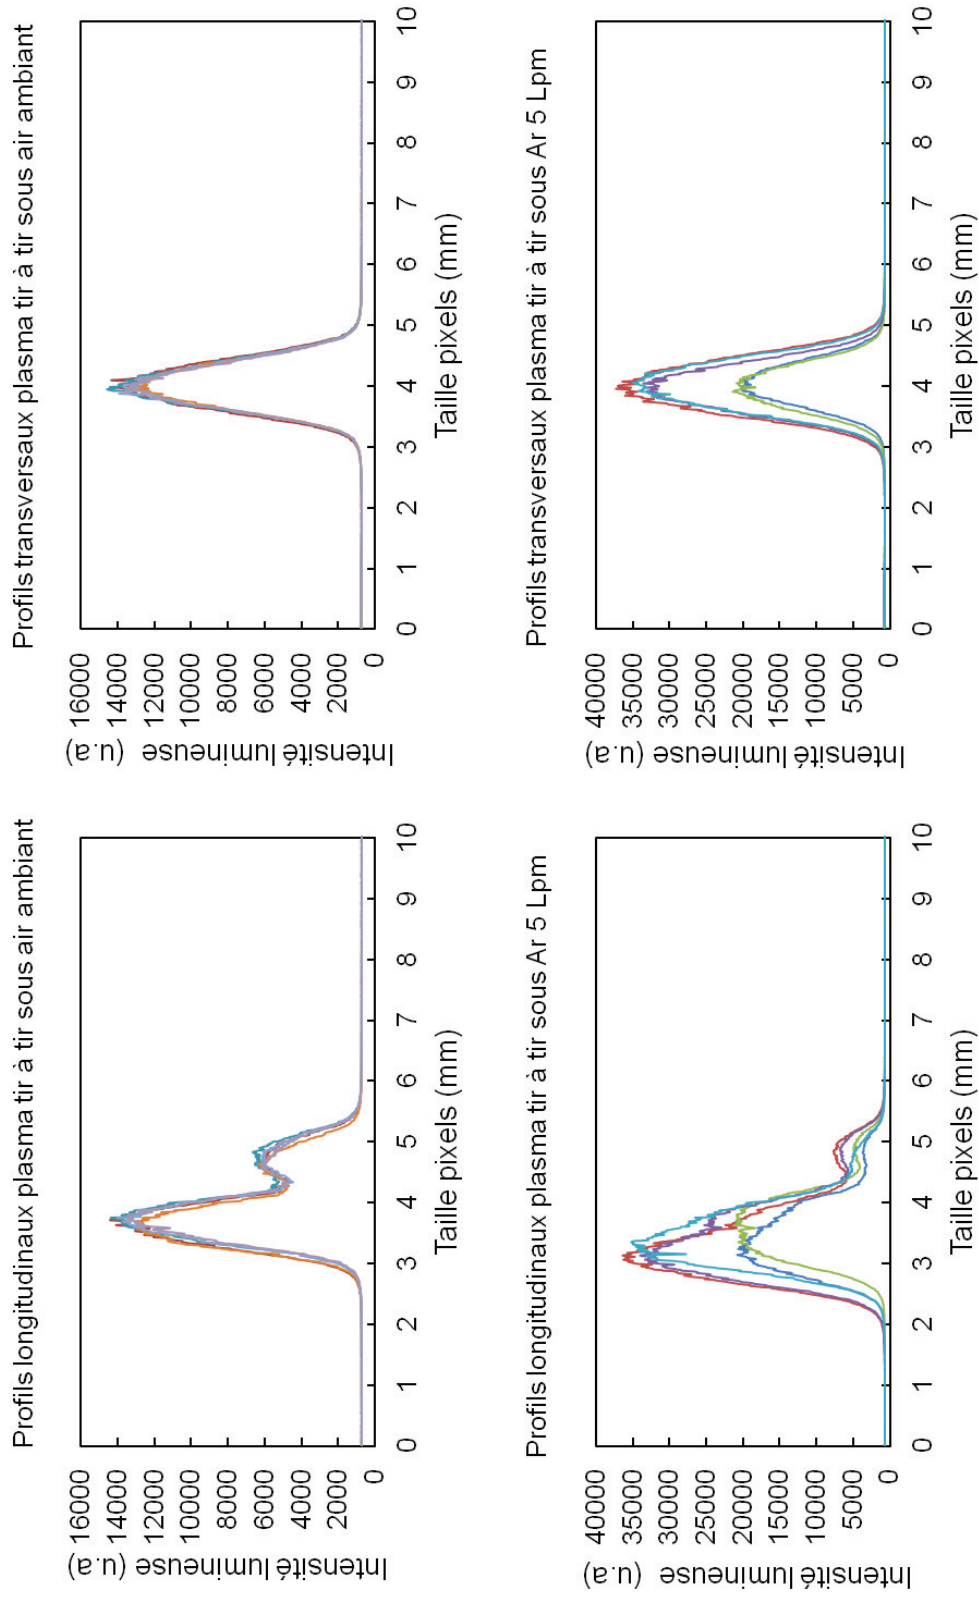 Profils longitudinaux plasma tir à tir sous air ambiant
Intensité lumineuse (u.a)
16000
14000
12000
10000
8000
6000
4000
2000
0
0 1 2 3 4 5 6 7 8 9 10
Taille pixels (mm)
Profils transversaux plasma tir à tir sous air ambiant
Intensité lumineuse (u.a)
16000
14000
12000
10000
8000
6000
4000
2000
0
0 1 2 3 4 5 6 7 8 9 10
Taille pixels (mm)
Profils longitudinaux plasma tir à tir sous Ar 5 Lpm
Intensité lumineuse (u.a)
40000
35000
30000
25000
20000
15000
10000
5000
0
0 1 2 3 4 5 6 7 8 9 10
Taille pixels (mm)
Profils transversaux plasma tir à tir sous Ar 5 Lpm
Intensité lumineuse (u.a)
40000
35000
30000
25000
20000
15000
10000
5000
0
0 1 2 3 4 5 6 7 8 9 10
Taille pixels (mm)